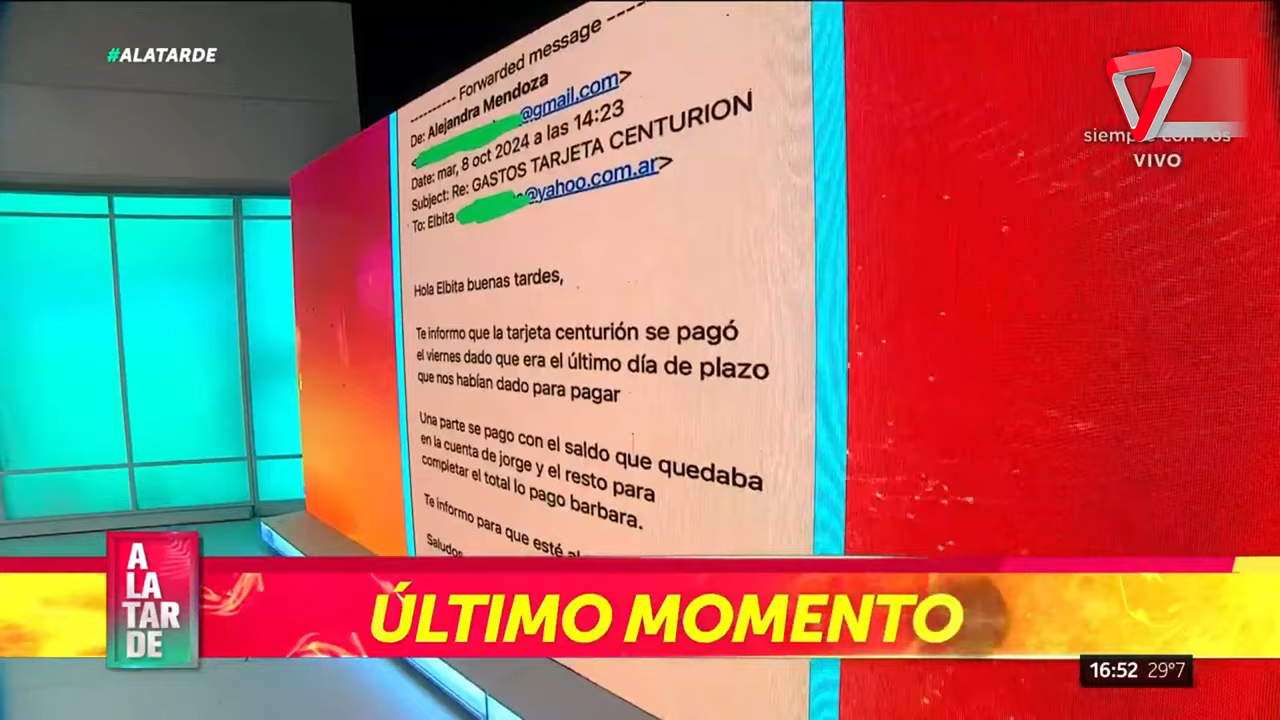 #ALATARDE
siempre con vos
VIVO
-------- Forwarded message ----
De: Alejandra Mendoza
< @gmail.com>
Date: mar, 8 oct 2024 a las 14:23
Subject: Re: GASTOS TARJETA CENTURION
To: Elbita @yahoo.com.ar>
Hola Elbita buenas tardes,
Te informo que la tarjeta centurión se pagó
el viernes dado que era el último día de plazo
que nos habían dado para pagar
Una parte se pago con el saldo que quedaba
en la cuenta de jorge y el resto para
completar el total lo pago barbara.
Te informo para que esté
Saludos
A
LA
TAR
DE
ÚLTIMO MOMENTO
16:52 29°7